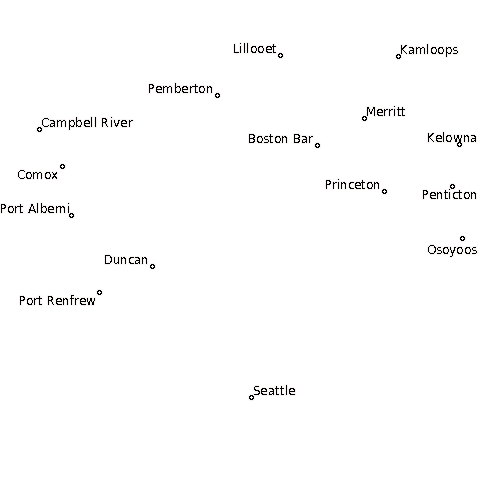 Lillooet
Kamloops
Pemberton
Merritt
Campbell River
Boston Bar
Kelowna
Comox
Princeton
Penticton
Port Alberni
Osoyoos
Duncan
Port Renfrew
Seattle